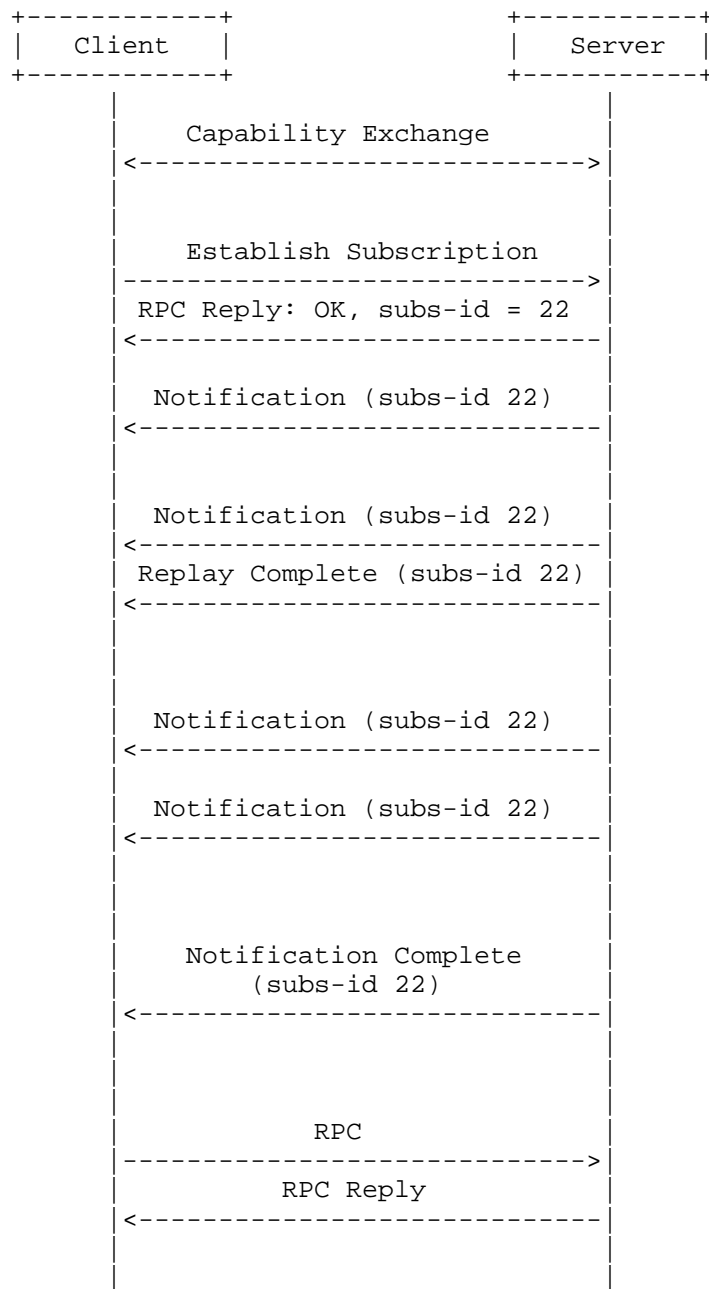 Client Server
Capability Exchange
Establish Subscription
RPC Reply: OK, subs-id = 22
Notification (subs-id 22)
Notification (subs-id 22)
Replay Complete (subs-id 22)
Notification (subs-id 22)
Notification (subs-id 22)
Notification Complete
(subs-id 22)
RPC
RPC Reply